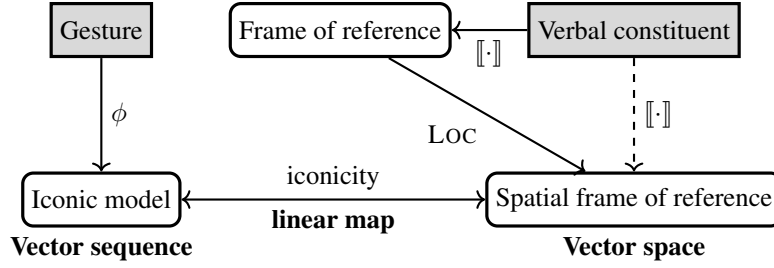 Gesture
Frame of reference
Verbal constituent
⟦·⟧
ϕ
LOC
⟦·⟧
Iconic model
iconicity
linear map
Spatial frame of reference
Vector sequence
Vector space